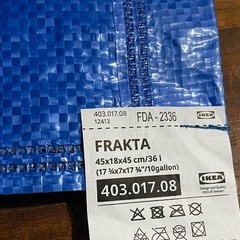 403.017.08
12413
FDA - 2336
IKEA
FRAKTA
45x18x45 cm/36 l
(17 ¾x7x17 ¾"/10gallon)
403.017.08
IKEA
Design and Quality
IKEA of Sweden